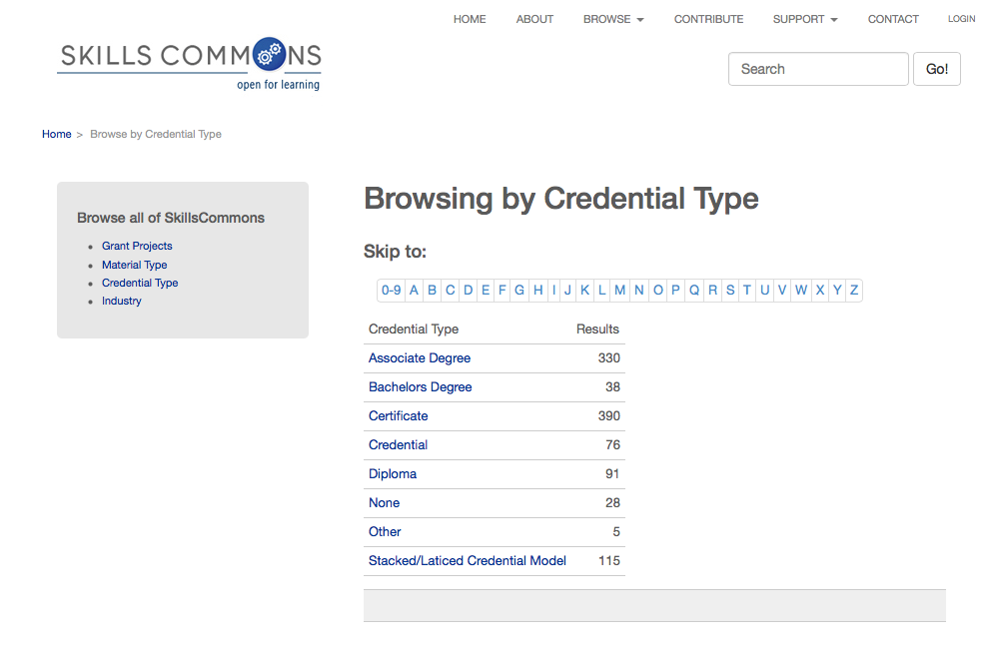 HOME ABOUT BROWSE CONTRIBUTE SUPPORT CONTACT LOGIN
SKILLS COMMONS
open for learning
Search Go!
Home > Browse by Credential Type
Browse all of SkillsCommons
Grant Projects
Material Type
Credential Type
Industry
Browsing by Credential Type
Skip to:
0-9 A B C D E F G H I J K L M N O P Q R S T U V W X Y Z
Credential Type Results
Associate Degree 330
Bachelors Degree 38
Certificate 390
Credential 76
Diploma 91
None 28
Other 5
Stacked/Laticed Credential Model 115